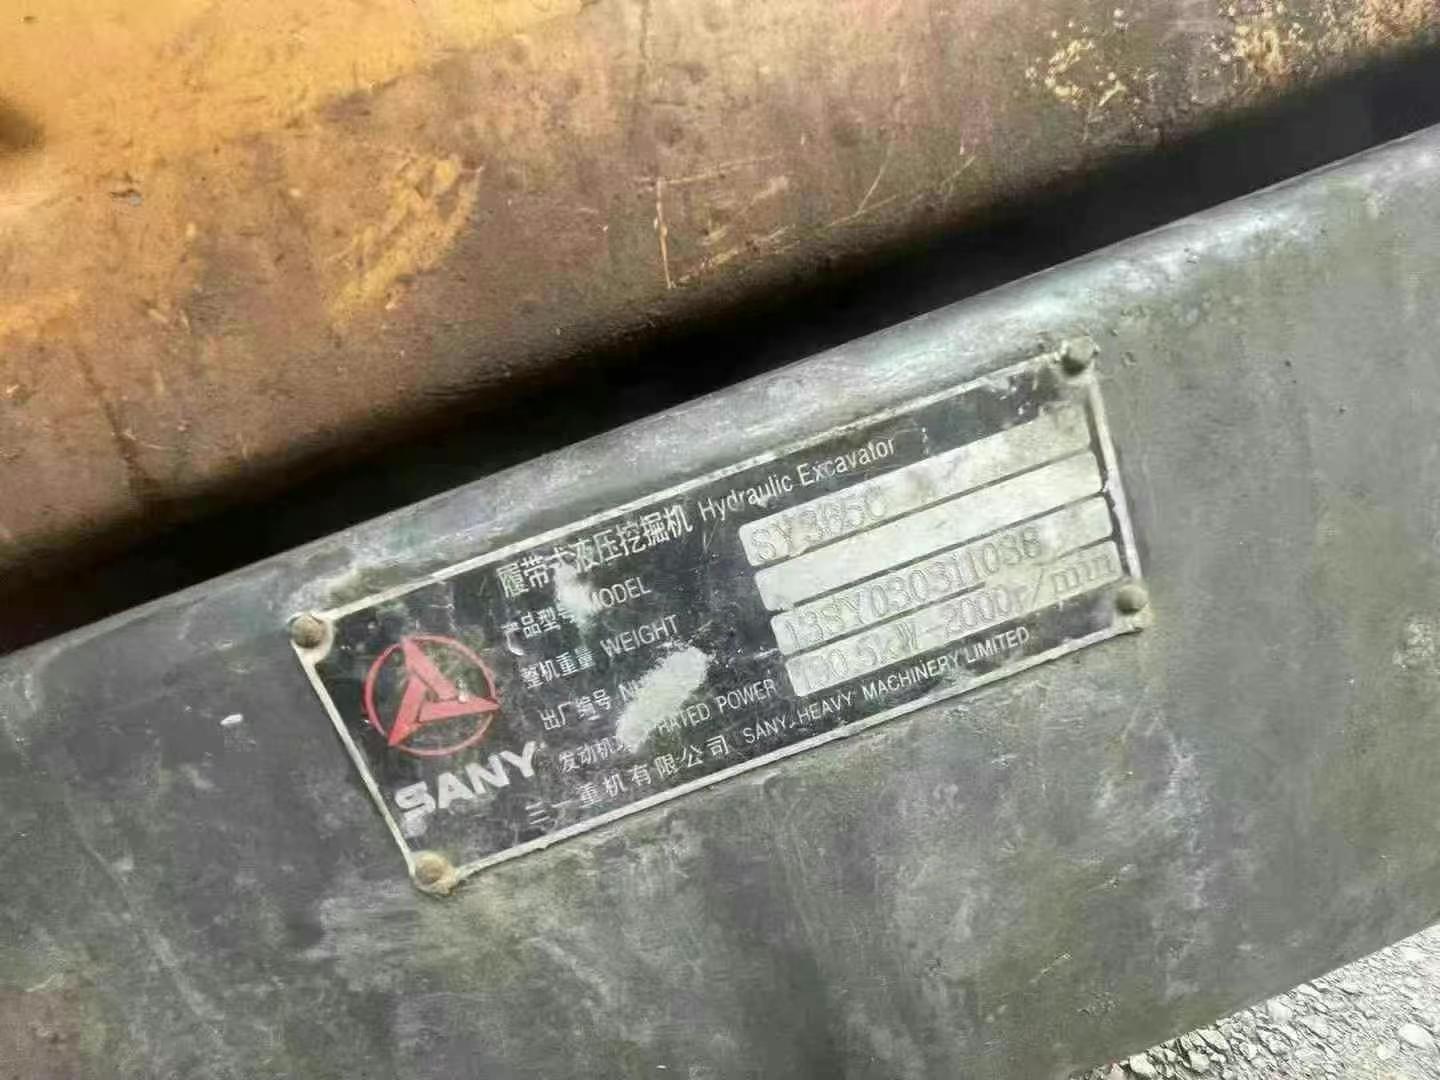 履带式液压挖掘机 Hydraulic Excavator
产品型号 MODEL SY365C
整机重量 WEIGHT
出厂编号 13SY030311038
发动机 RATED POWER 190.5kW-2000r/min
三一重机有限公司 SANY HEAVY MACHINERY LIMITED
SANY